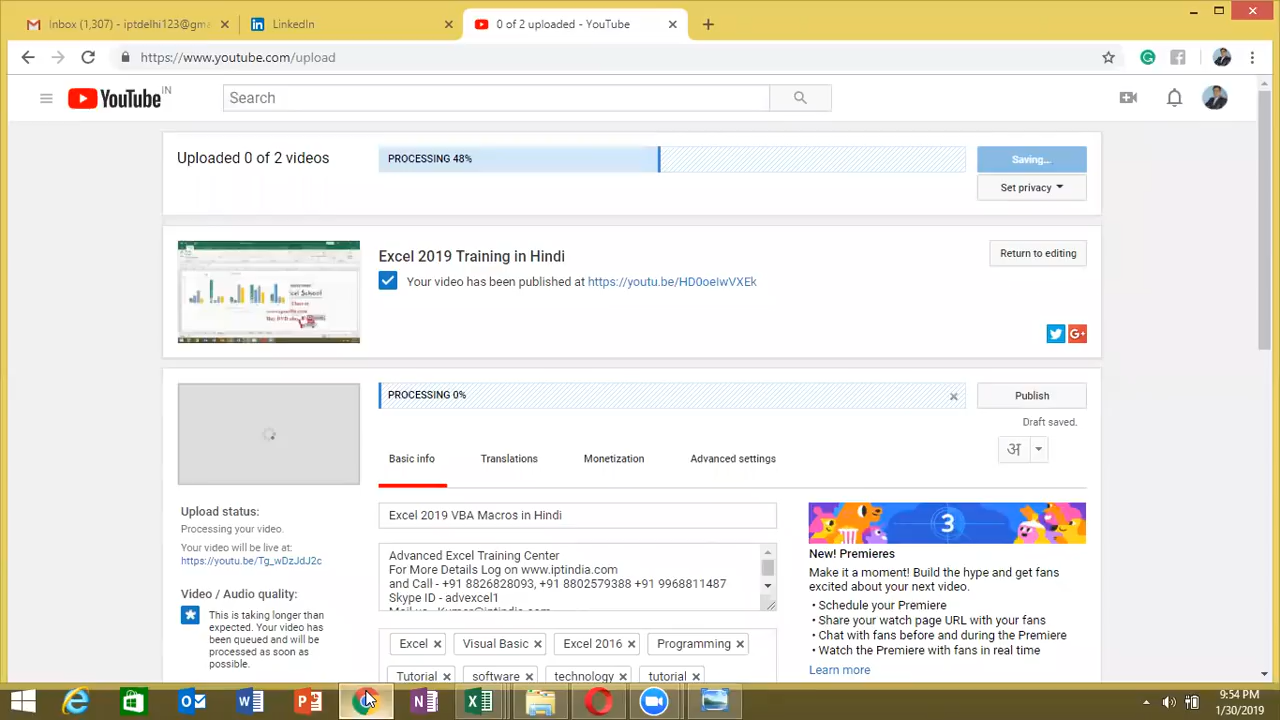 Inbox (1,307) - iptdelhi123@gm
LinkedIn
0 of 2 uploaded - YouTube
https://www.youtube.com/upload
YouTube IN
Search
Uploaded 0 of 2 videos
PROCESSING 48%
Saving...
Set privacy
Excel 2019 Training in Hindi
Return to editing
Your video has been published at https://youtu.be/HD0oeIwVXEk
PROCESSING 0%
Publish
Draft saved.
अ
Basic info
Translations
Monetization
Advanced settings
Upload status:
Processing your video.
Your video will be live at:
https://youtu.be/Tg_wDzJdJ2c
Video / Audio quality:
This is taking longer than
expected. Your video has
been queued and will be
processed as soon as
possible.
Excel 2019 VBA Macros in Hindi
Advanced Excel Training Center
For More Details Log on www.iptindia.com
and Call - +91 8826828093, +91 8802579388 +91 9968811487
Skype ID - advexcel1
Excel
Visual Basic
Excel 2016
Programming
Tutorial
software
technology
tutorial
3
New! Premieres
Make it a moment! Build the hype and get fans
excited about your next video.
• Schedule your Premiere
• Share your watch page URL with your fans
• Chat with fans before and during the Premiere
• Watch the Premiere with fans in real time
Learn more
9:54 PM
1/30/2019